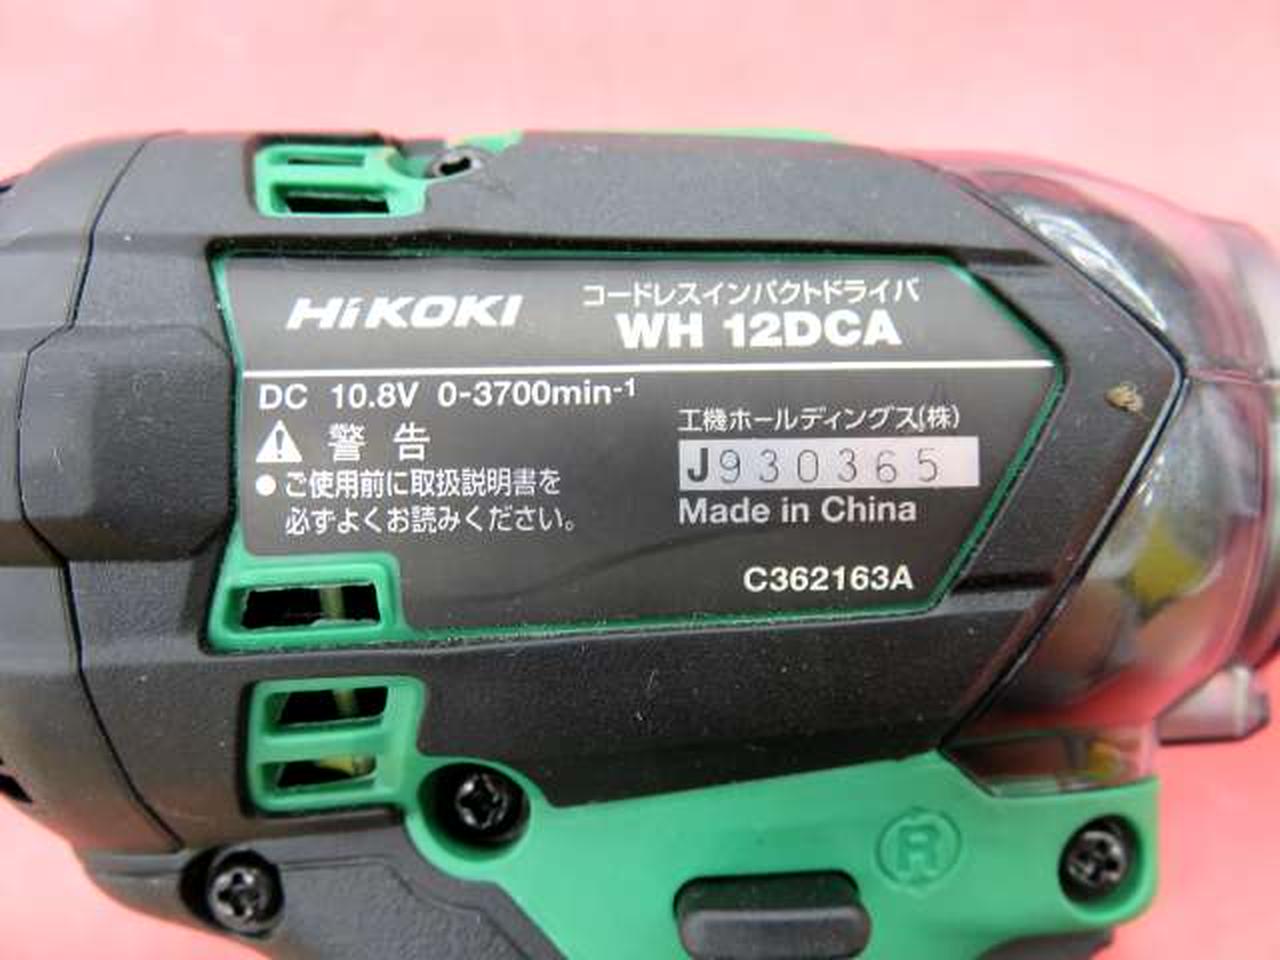 HiKOKI
コードレスインパクトドライバ
WH 12DCA
DC 10.8V 0-3700min-1
警 告
● ご使用前に取扱説明書を
必ずよくお読みください。
工機ホールディングス(株)
J930365
Made in China
C362163A
R